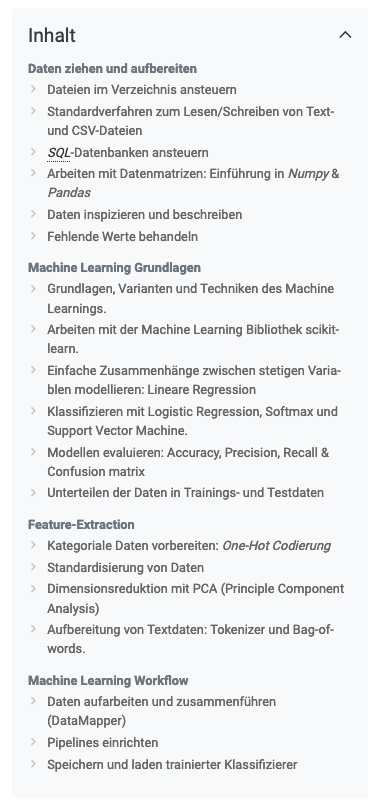 Inhalt
Daten ziehen und aufbereiten
Dateien im Verzeichnis ansteuern
Standardverfahren zum Lesen/Schreiben von Text-
und CSV-Dateien
SQL-Datenbanken ansteuern
Arbeiten mit Datenmatrizen: Einführung in Numpy &
Pandas
Daten inspizieren und beschreiben
Fehlende Werte behandeln
Machine Learning Grundlagen
Grundlagen, Varianten und Techniken des Machine
Learnings.
Arbeiten mit der Machine Learning Bibliothek scikit-
learn.
Einfache Zusammenhänge zwischen stetigen Varia-
blen modellieren: Lineare Regression
Klassifizieren mit Logistic Regression, Softmax und
Support Vector Machine.
Modellen evaluieren: Accuracy, Precision, Recall &
Confusion matrix
Unterteilen der Daten in Trainings- und Testdaten
Feature-Extraction
Kategoriale Daten vorbereiten: One-Hot Codierung
Standardisierung von Daten
Dimensionsreduktion mit PCA (Principle Component
Analysis)
Aufbereitung von Textdaten: Tokenizer und Bag-of-
words.
Machine Learning Workflow
Daten aufarbeiten und zusammenführen
(DataMapper)
Pipelines einrichten
Speichern und laden trainierter Klassifizierer